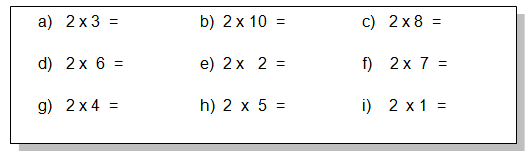 a) 2 x 3 = b) 2 x 10 = c) 2 x 8 =
d) 2 x 6 = e) 2 x 2 = f) 2 x 7 =
g) 2 x 4 = h) 2 x 5 = i) 2 x 1 =